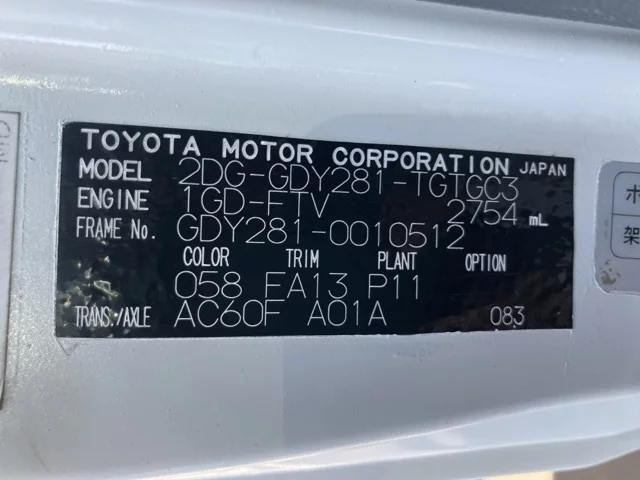 TOYOTA MOTOR CORPORATION JAPAN
MODEL 2DG-GDY281-TGTGC3
ENGINE 1GD-FTV 2754 mL
FRAME No. GDY281-0010512
COLOR TRIM PLANT OPTION
058 FA13 P11
TRANS./AXLE AC60F A01A 083
架